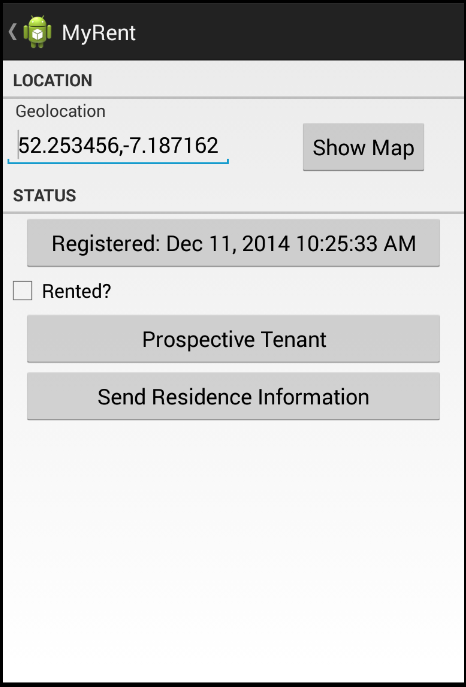 MyRent
LOCATION
Geolocation
52.253456,-7.187162
Show Map
STATUS
Registered: Dec 11, 2014 10:25:33 AM
Rented?
Prospective Tenant
Send Residence Information